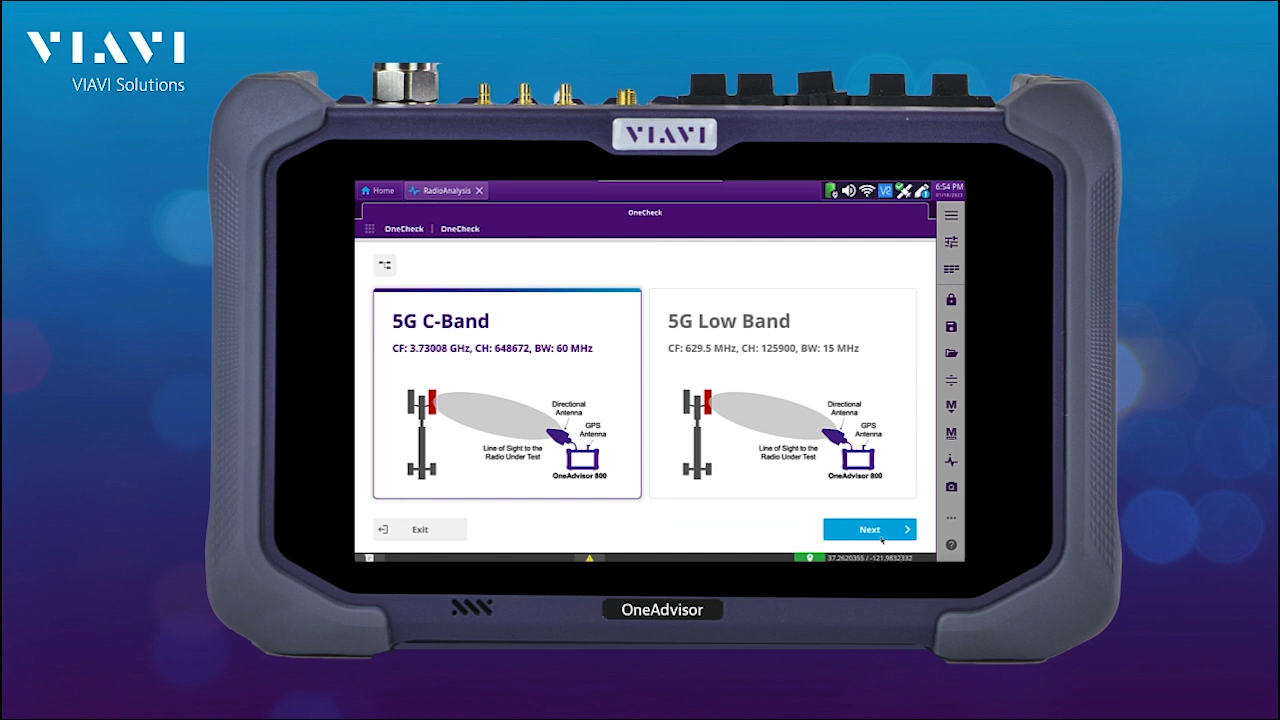 VIAVI
VIAVI Solutions
VIAVI
Home
RadioAnalysis
6:54 PM
01/18/2023
OneCheck
OneCheck | OneCheck
5G C-Band
CF: 3.73008 GHz, CH: 648672, BW: 60 MHz
Directional
Antenna
GPS
Antenna
Line of Sight to the
Radio Under Test
OneAdvisor 800
5G Low Band
CF: 629.5 MHz, CH: 125900, BW: 15 MHz
Directional
Antenna
GPS
Antenna
Line of Sight to the
Radio Under Test
OneAdvisor 800
M
M
Exit
Next
37.2620355 / -121.9832332
OneAdvisor